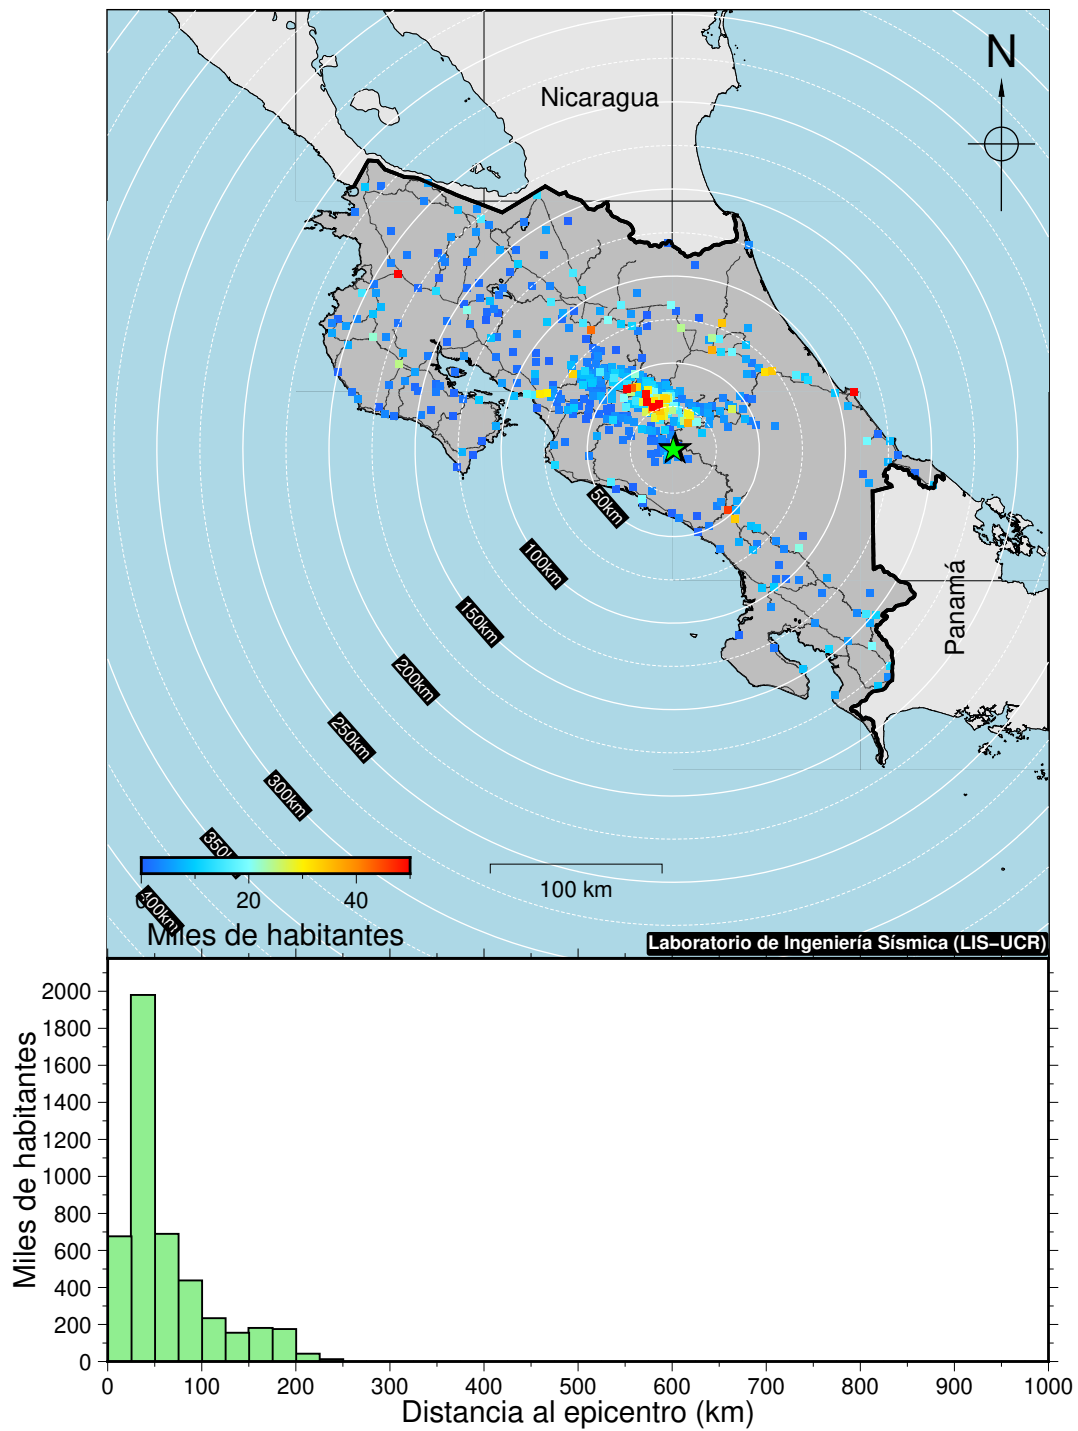 Nicaragua
N
Panamá
50km
100km
150km
200km
250km
300km
400km
20
40
Miles de habitantes
100 km
Laboratorio de Ingeniería Sísmica (LIS−UCR)
Miles de habitantes
2000
1800
1600
1400
1200
1000
800
600
400
200
0
0 100 200 300 400 500 600 700 800 900 1000
Distancia al epicentro (km)